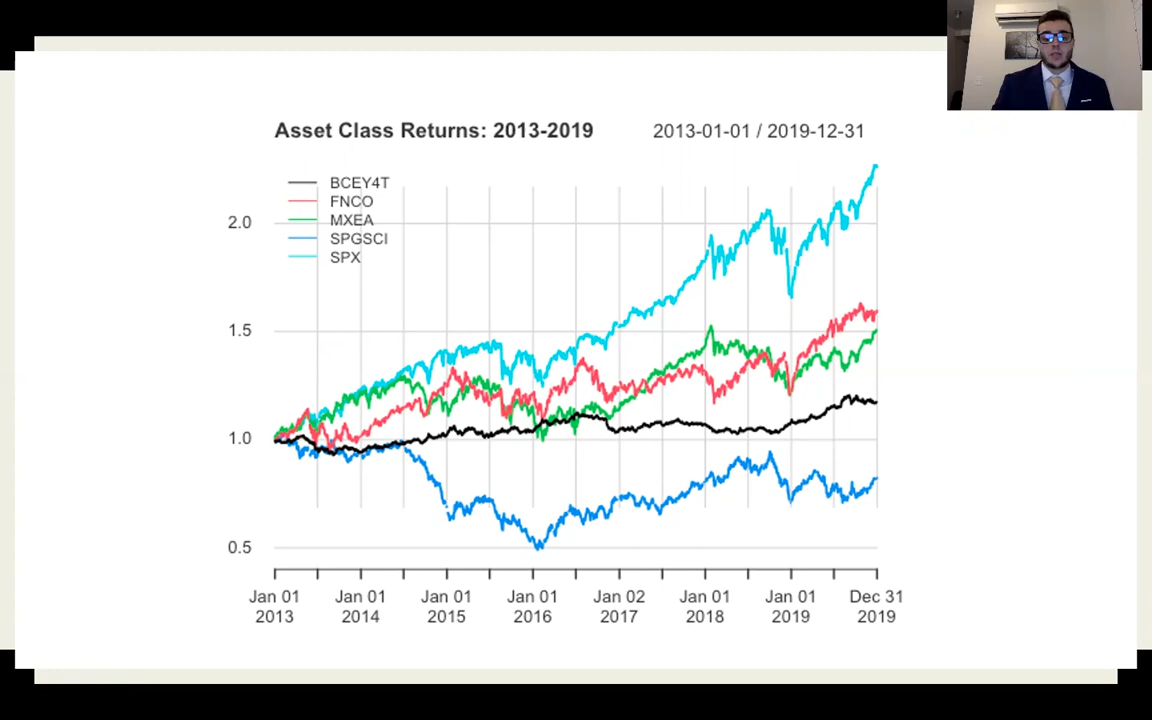 Asset Class Returns: 2013-2019 2013-01-01 / 2019-12-31
BCEY4T
FNCO
MXEA
SPGSCI
SPX
2.0
1.5
1.0
0.5
Jan 01 Jan 01 Jan 01 Jan 01 Jan 02 Jan 01 Jan 01 Dec 31
2013 2014 2015 2016 2017 2018 2019 2019